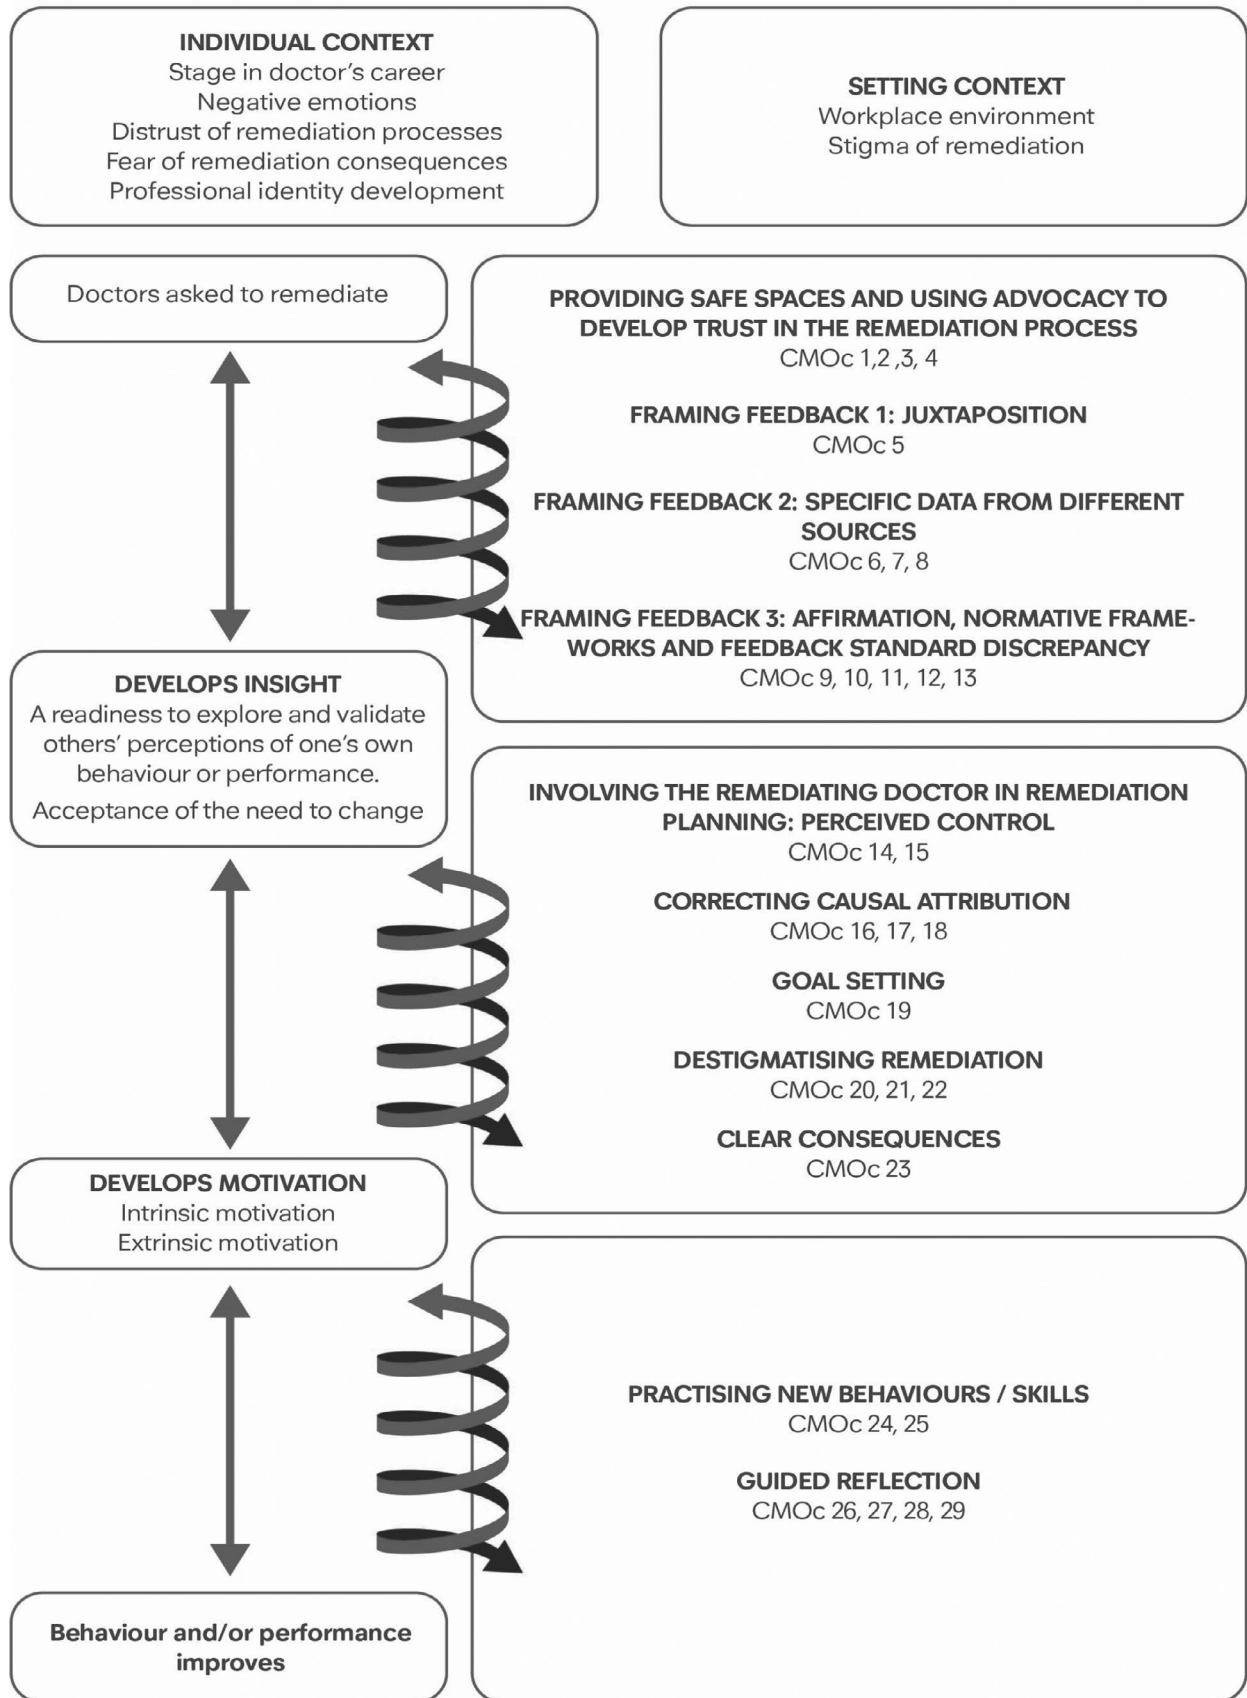 INDIVIDUAL CONTEXT
Stage in doctor's career
Negative emotions
Distrust of remediation processes
Fear of remediation consequences
Professional identity development
SETTING CONTEXT
Workplace environment
Stigma of remediation
Doctors asked to remediate
PROVIDING SAFE SPACES AND USING ADVOCACY TO
DEVELOP TRUST IN THE REMEDIATION PROCESS
CMOc 1,2 ,3, 4
FRAMING FEEDBACK 1: JUXTAPOSITION
CMOc 5
FRAMING FEEDBACK 2: SPECIFIC DATA FROM DIFFERENT
SOURCES
CMOc 6, 7, 8
FRAMING FEEDBACK 3: AFFIRMATION, NORMATIVE FRAME-
WORKS AND FEEDBACK STANDARD DISCREPANCY
CMOc 9, 10, 11, 12, 13
DEVELOPS INSIGHT
A readiness to explore and validate
others' perceptions of one's own
behaviour or performance.
Acceptance of the need to change
INVOLVING THE REMEDIATING DOCTOR IN REMEDIATION
PLANNING: PERCEIVED CONTROL
CMOc 14, 15
CORRECTING CAUSAL ATTRIBUTION
CMOc 16, 17, 18
GOAL SETTING
CMOc 19
DESTIGMATISING REMEDIATION
CMOc 20, 21, 22
CLEAR CONSEQUENCES
CMOc 23
DEVELOPS MOTIVATION
Intrinsic motivation
Extrinsic motivation
PRACTISING NEW BEHAVIOURS / SKILLS
CMOc 24, 25
GUIDED REFLECTION
CMOc 26, 27, 28, 29
Behaviour and/or performance
improves